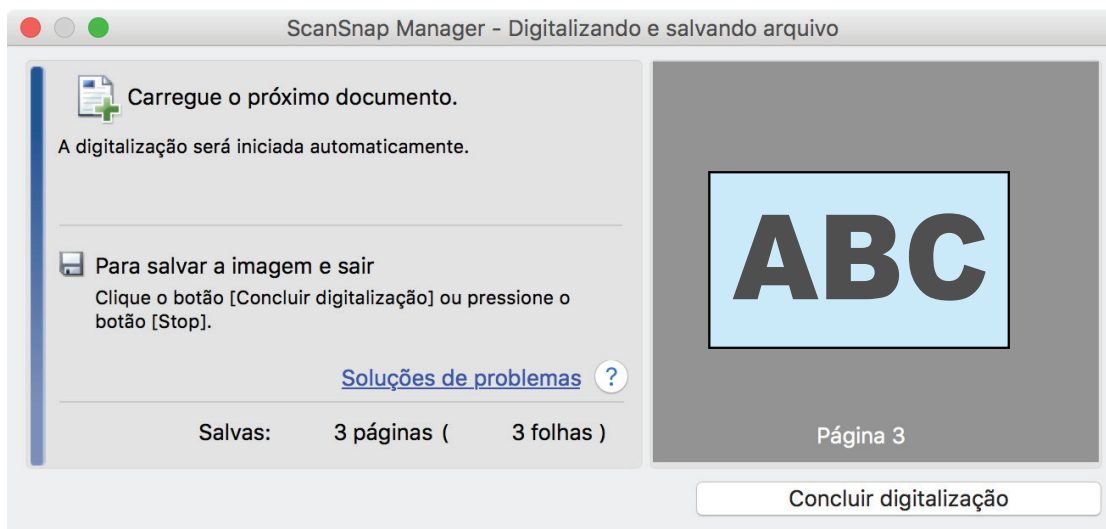 ScanSnap Manager - Digitalizando e salvando arquivo
Carregue o próximo documento.
A digitalização será iniciada automaticamente.
Para salvar a imagem e sair
Clique o botão [Concluir digitalização] ou pressione o
botão [Stop].
Soluções de problemas ?
Salvas: 3 páginas ( 3 folhas )
ABC
Página 3
Concluir digitalização